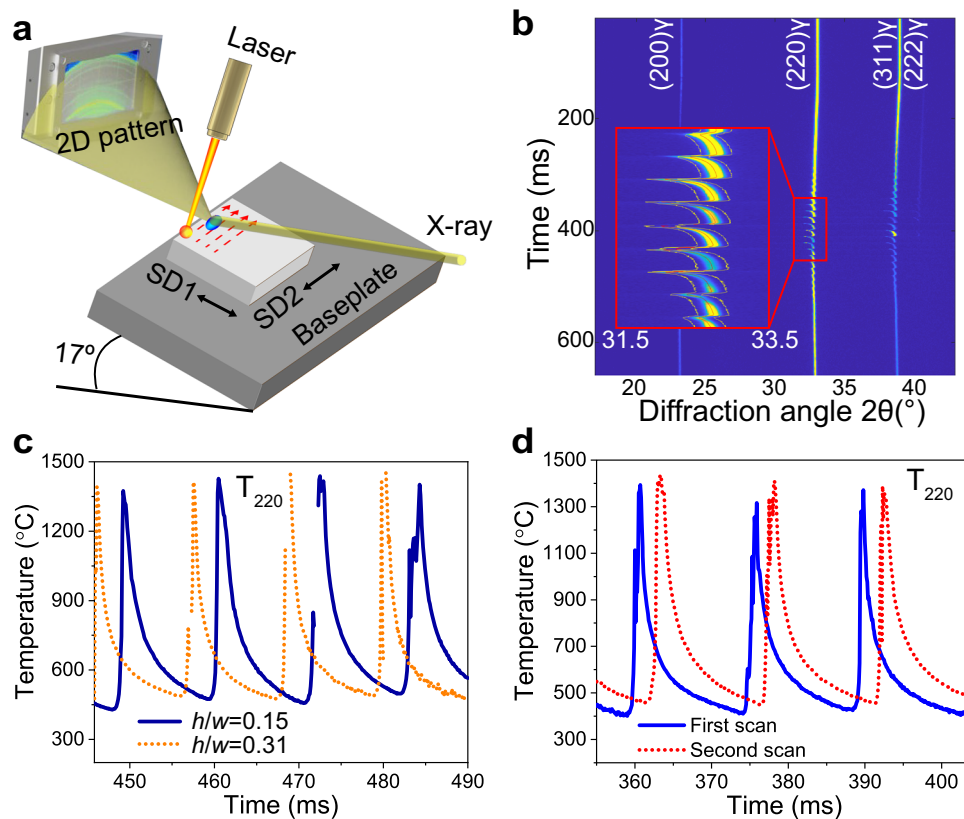 a
Laser
2D pattern
X-ray
SD1
SD2
Baseplate
17º
b
(200)γ
(220)γ
(311)γ
(222)γ
200
400
600
Time (ms)
31.5
33.5
20
25
30
35
40
Diffraction angle 2θ(°)
c
T220
1500
1200
900
600
300
Temperature (°C)
h/w=0.15
h/w=0.31
450
460
470
480
490
Time (ms)
d
T220
1500
1300
1100
900
700
500
300
Temperature (°C)
First scan
Second scan
360
370
380
390
400
Time (ms)